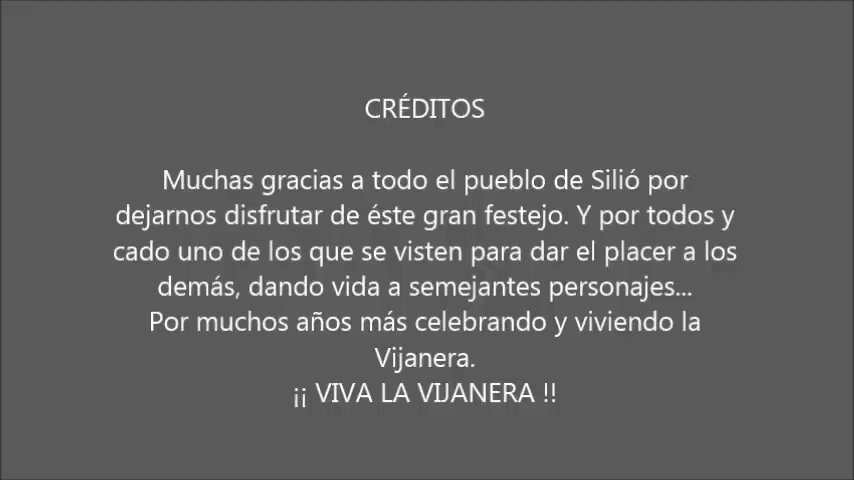 CRÉDITOS
Muchas gracias a todo el pueblo de Silió por
dejarnos disfrutar de éste gran festejo. Y por todos y
cado uno de los que se visten para dar el placer a los
demás, dando vida a semejantes personajes...
Por muchos años más celebrando y viviendo la
Vijanera.
¡¡ VIVA LA VIJANERA !!